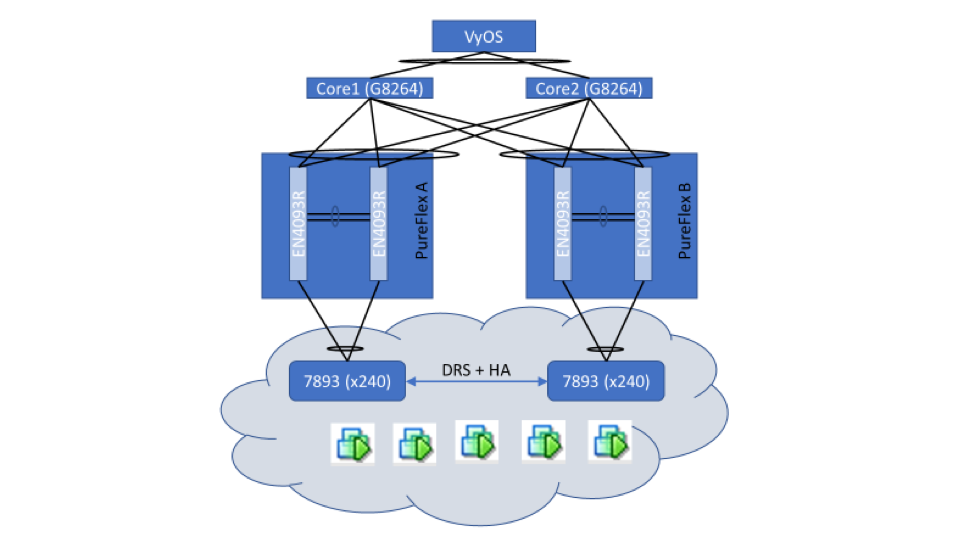 VyOS
Core1 (G8264)
Core2 (G8264)
EN4093R
EN4093R
PureFlex A
EN4093R
EN4093R
PureFlex B
7893 (x240)
DRS + HA
7893 (x240)